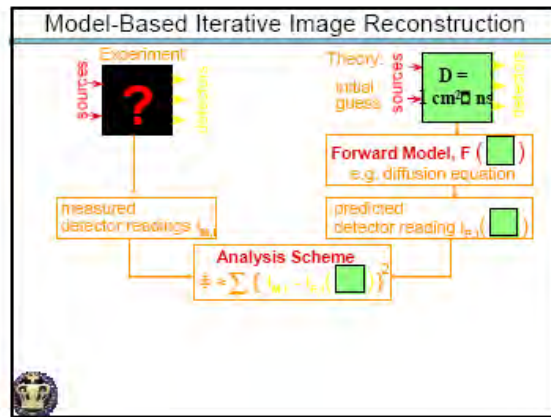 Model-Based Iterative Image Reconstruction
Experiment
sources
?
detectors
Theory:
Initial
guess
sources
D =
1 cm² ns
detectors
Forward Model, F ( )
e.g. diffusion equation
measured
detector readings
predicted
detector reading
Analysis Scheme